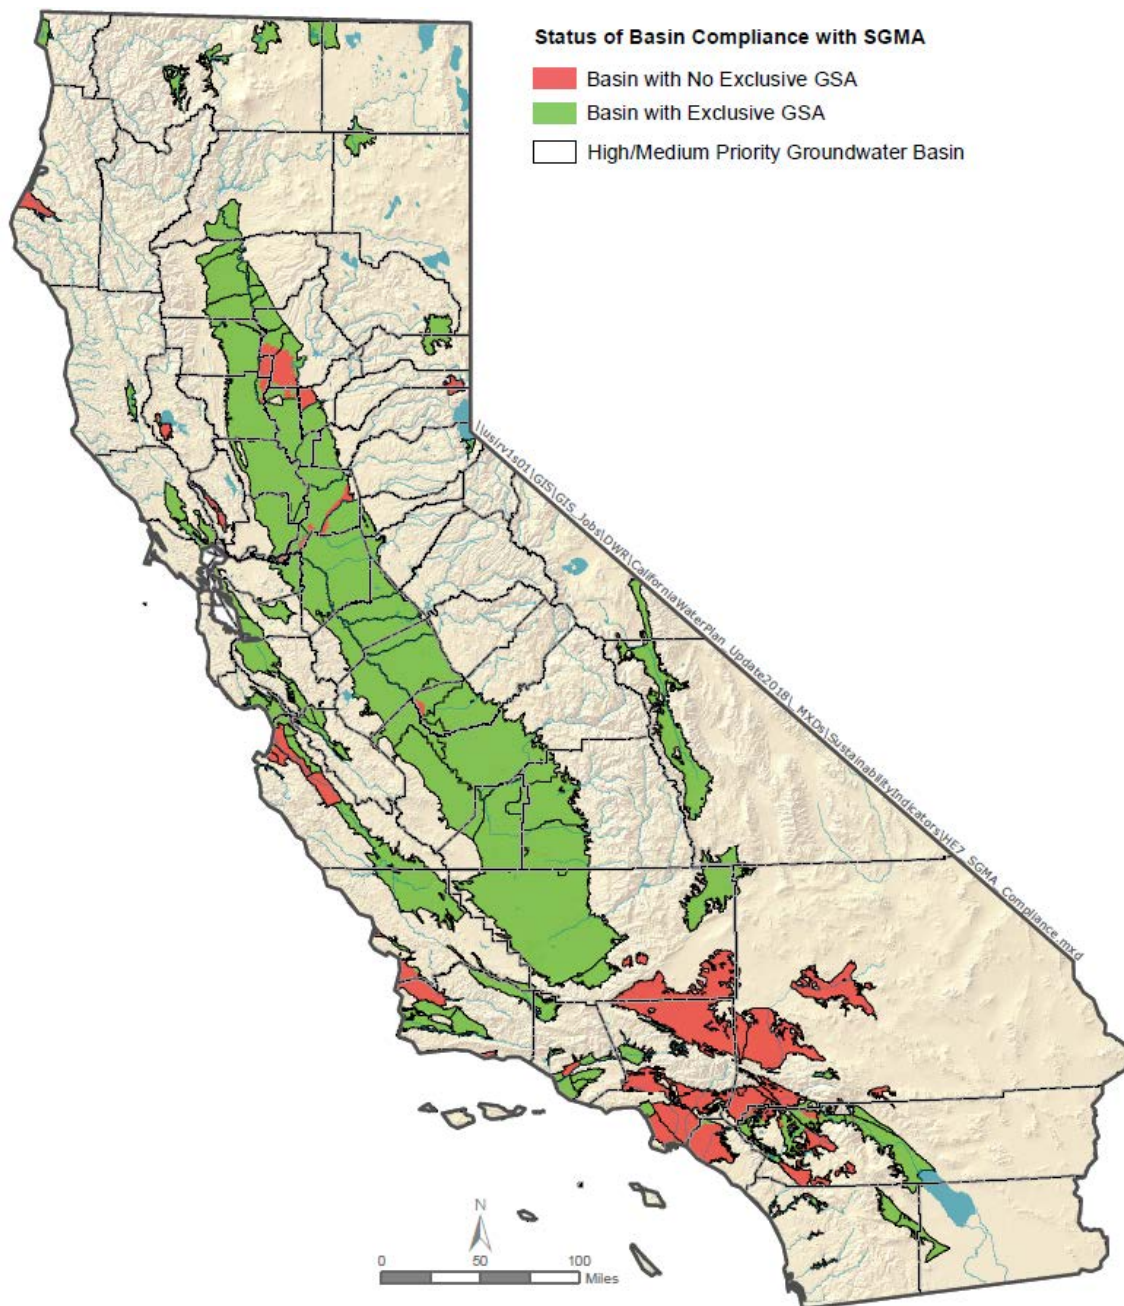 Status of Basin Compliance with SGMA
Basin with No Exclusive GSA
Basin with Exclusive GSA
High/Medium Priority Groundwater Basin
\\usirv1s01\GIS\GIS_Jobs\DWR\CaliforniaWaterPlan_Update2018\_MXDs\SustainabilityIndicators\HE7_SGMA_Compliance.mxd
N
0 50 100
Miles